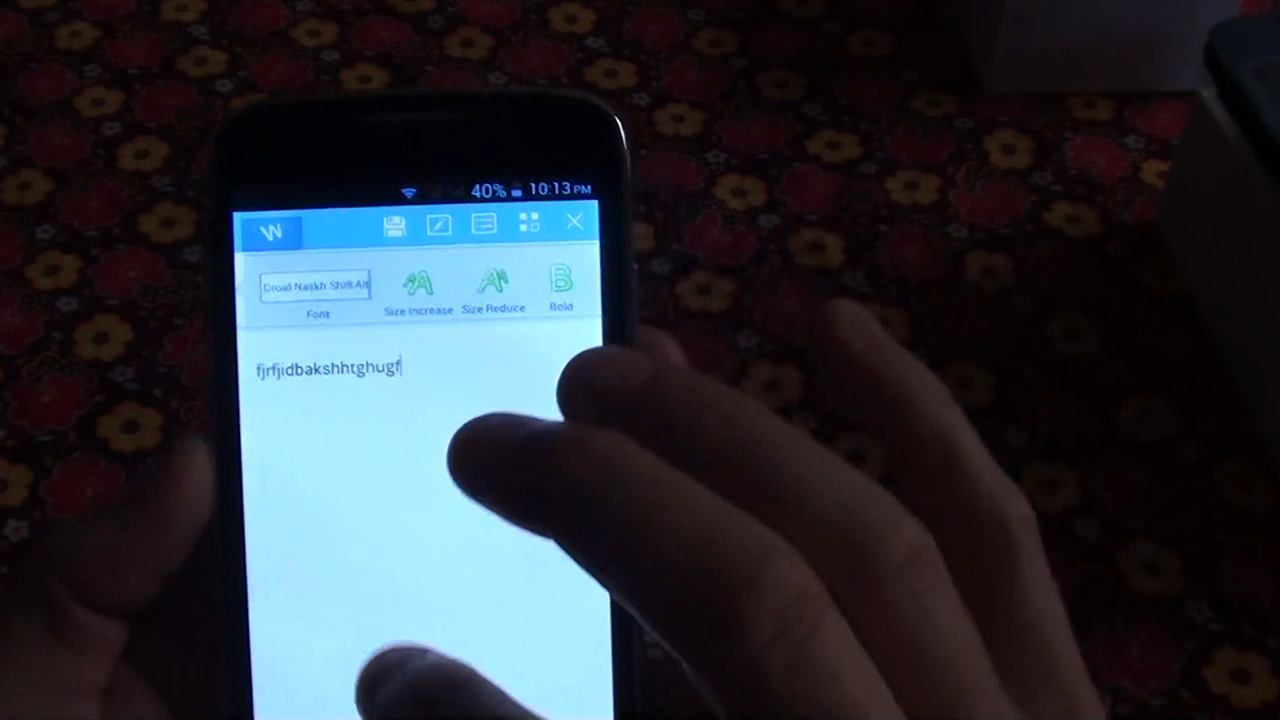 40% 10:13 PM
W
Droid Naskh Shift Alt
Font Size Increase Size Reduce Bold
fjrfjidbakshhtghugf